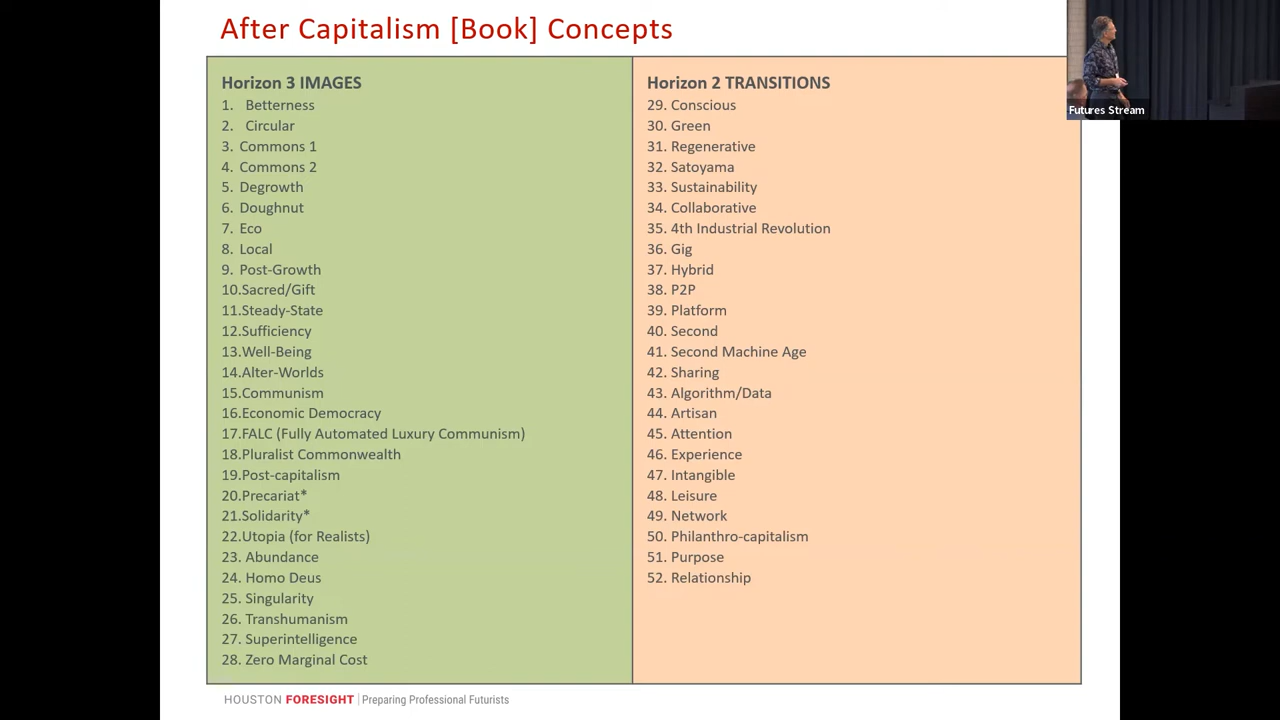 After Capitalism [Book] Concepts
Horizon 3 IMAGES
1. Betterness
2. Circular
3. Commons 1
4. Commons 2
5. Degrowth
6. Doughnut
7. Eco
8. Local
9. Post-Growth
10.Sacred/Gift
11.Steady-State
12.Sufficiency
13.Well-Being
14.Alter-Worlds
15.Communism
16.Economic Democracy
17.FALC (Fully Automated Luxury Communism)
18.Pluralist Commonwealth
19.Post-capitalism
20.Precariat*
21.Solidarity*
22.Utopia (for Realists)
23. Abundance
24. Homo Deus
25. Singularity
26. Transhumanism
27. Superintelligence
28. Zero Marginal Cost
Horizon 2 TRANSITIONS
29. Conscious
30. Green
31. Regenerative
32. Satoyama
33. Sustainability
34. Collaborative
35. 4th Industrial Revolution
36. Gig
37. Hybrid
38. P2P
39. Platform
40. Second
41. Second Machine Age
42. Sharing
43. Algorithm/Data
44. Artisan
45. Attention
46. Experience
47. Intangible
48. Leisure
49. Network
50. Philanthro-capitalism
51. Purpose
52. Relationship
Futures Stream
HOUSTON FORESIGHT | Preparing Professional Futurists